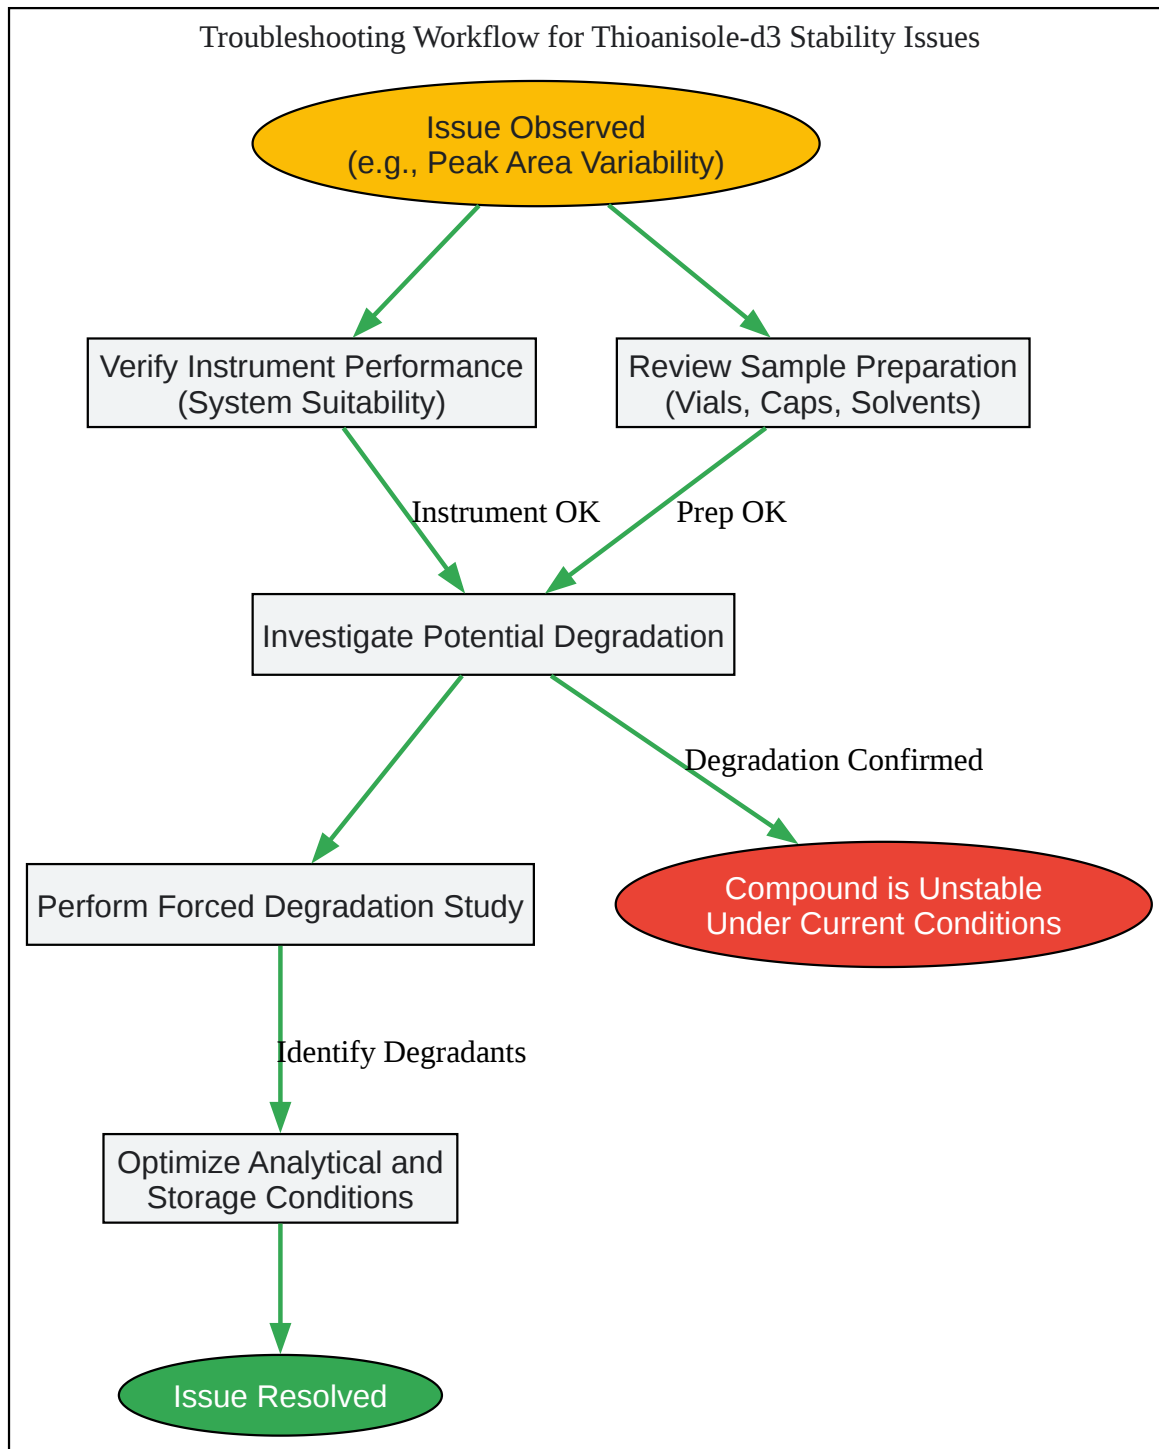 Troubleshooting Workflow for Thioanisole-d3 Stability Issues
Issue Observed
(e.g., Peak Area Variability)
Verify Instrument Performance
(System Suitability)
Review Sample Preparation
(Vials, Caps, Solvents)
Instrument OK
Prep OK
Investigate Potential Degradation
Degradation Confirmed
Perform Forced Degradation Study
Compound is Unstable
Under Current Conditions
Identify Degradants
Optimize Analytical and
Storage Conditions
Issue Resolved